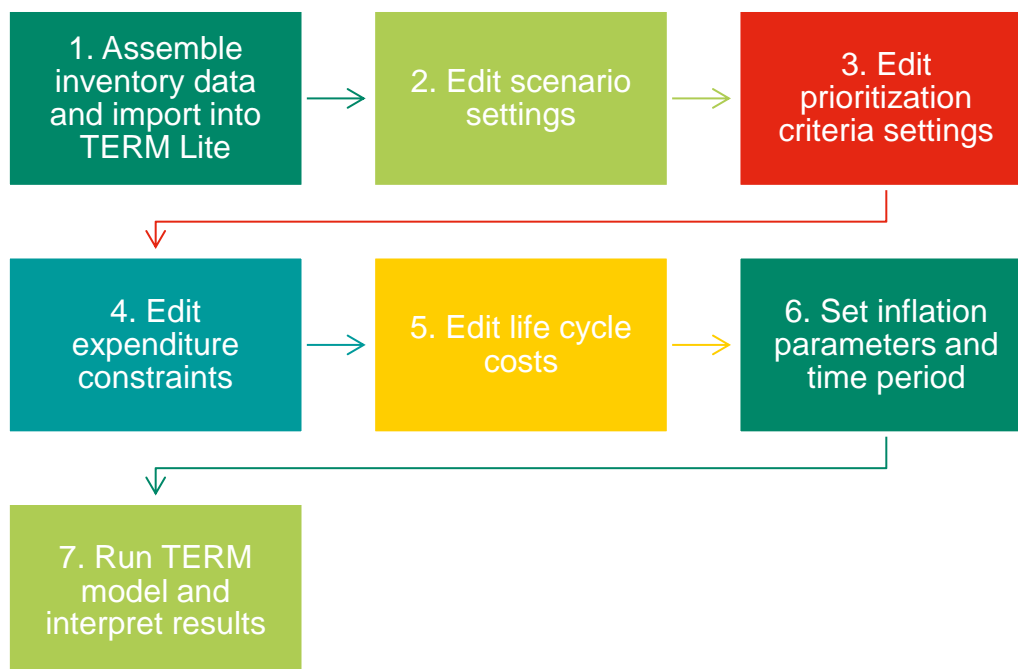 1. Assemble
inventory data
and import into
TERM Lite
2. Edit scenario
settings
3. Edit
prioritization
criteria settings
4. Edit
expenditure
constraints
5. Edit life cycle
costs
6. Set inflation
parameters and
time period
7. Run TERM
model and
interpret results